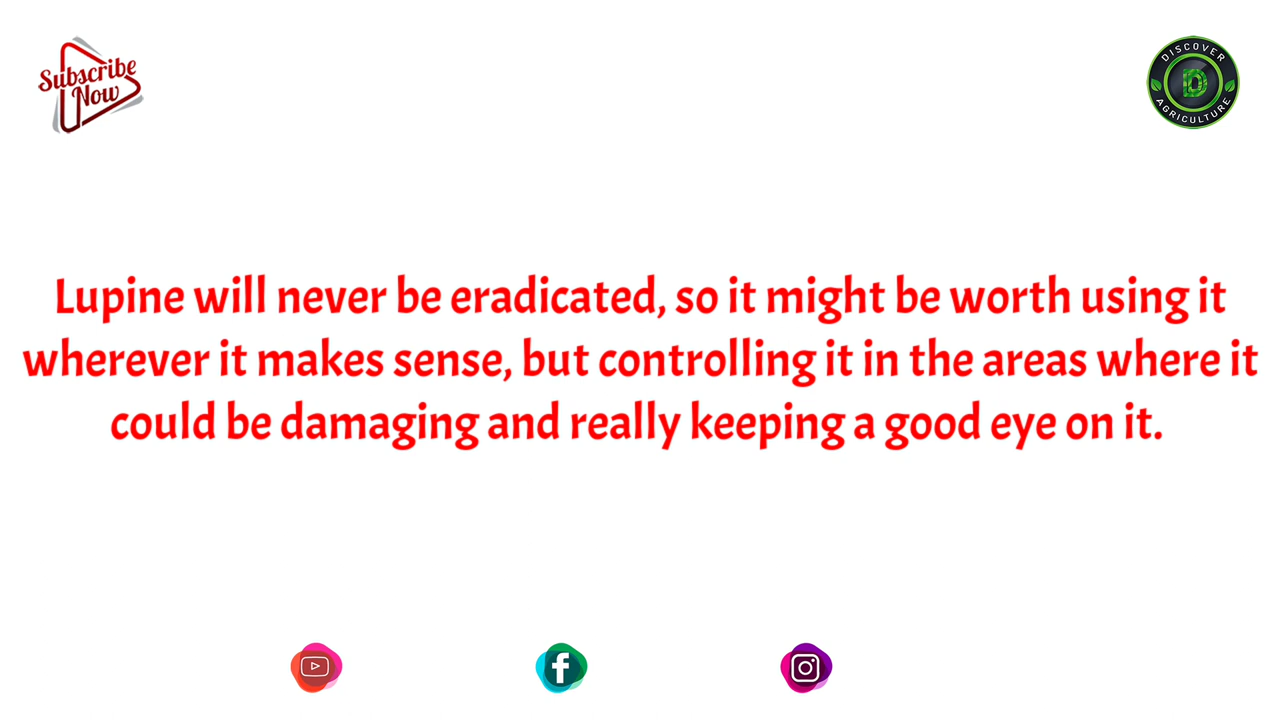 Subscribe
Now
DISCOVER
D
AGRICULTURE
Lupine will never be eradicated, so it might be worth using it
wherever it makes sense, but controlling it in the areas where it
could be damaging and really keeping a good eye on it.